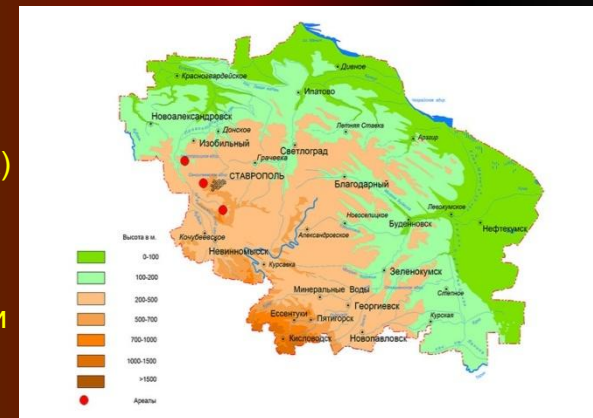 )
и
Дивное
Красногвардейское
Ипатово
Новоалександровск
Донское
Летняя Ставка
Изобильный
Арзгир
Светлоград
Грачевка
СТАВРОПОЛЬ
Благодарный
Левокумское
Новоселицкое
Буденновск
Нефтекумск
Кочубеевское
Александровское
Невинномысск
Курсавка
Зеленокумск
Минеральные Воды
Степное
Ессентуки
Георгиевск
Пятигорск
Курская
Кисловодск
Новопавловск
Высота в м.
0-100
100-200
200-500
500-700
700-1000
1000-1500
>1500
Ареалы